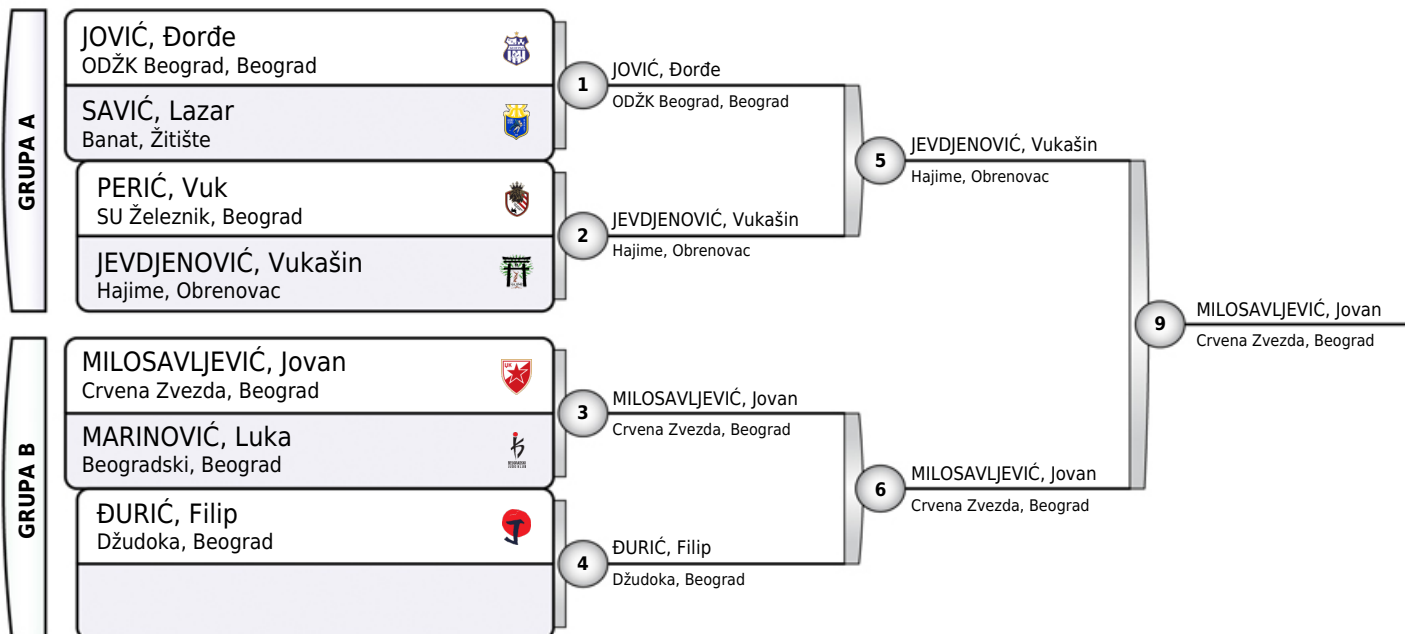 GRUPA A
JOVIĆ, Đorđe
ODŽK Beograd, Beograd
SAVIĆ, Lazar
Banat, Žitište
PERIĆ, Vuk
SU Železnik, Beograd
JEVDJENOVIĆ, Vukašin
Hajime, Obrenovac
GRUPA B
MILOSAVLJEVIĆ, Jovan
Crvena Zvezda, Beograd
MARINOVIĆ, Luka
Beogradski, Beograd
ĐURIĆ, Filip
Džudoka, Beograd
1
JOVIĆ, Đorđe
ODŽK Beograd, Beograd
2
JEVDJENOVIĆ, Vukašin
Hajime, Obrenovac
3
MILOSAVLJEVIĆ, Jovan
Crvena Zvezda, Beograd
4
ĐURIĆ, Filip
Džudoka, Beograd
5
JEVDJENOVIĆ, Vukašin
Hajime, Obrenovac
6
MILOSAVLJEVIĆ, Jovan
Crvena Zvezda, Beograd
9
MILOSAVLJEVIĆ, Jovan
Crvena Zvezda, Beograd